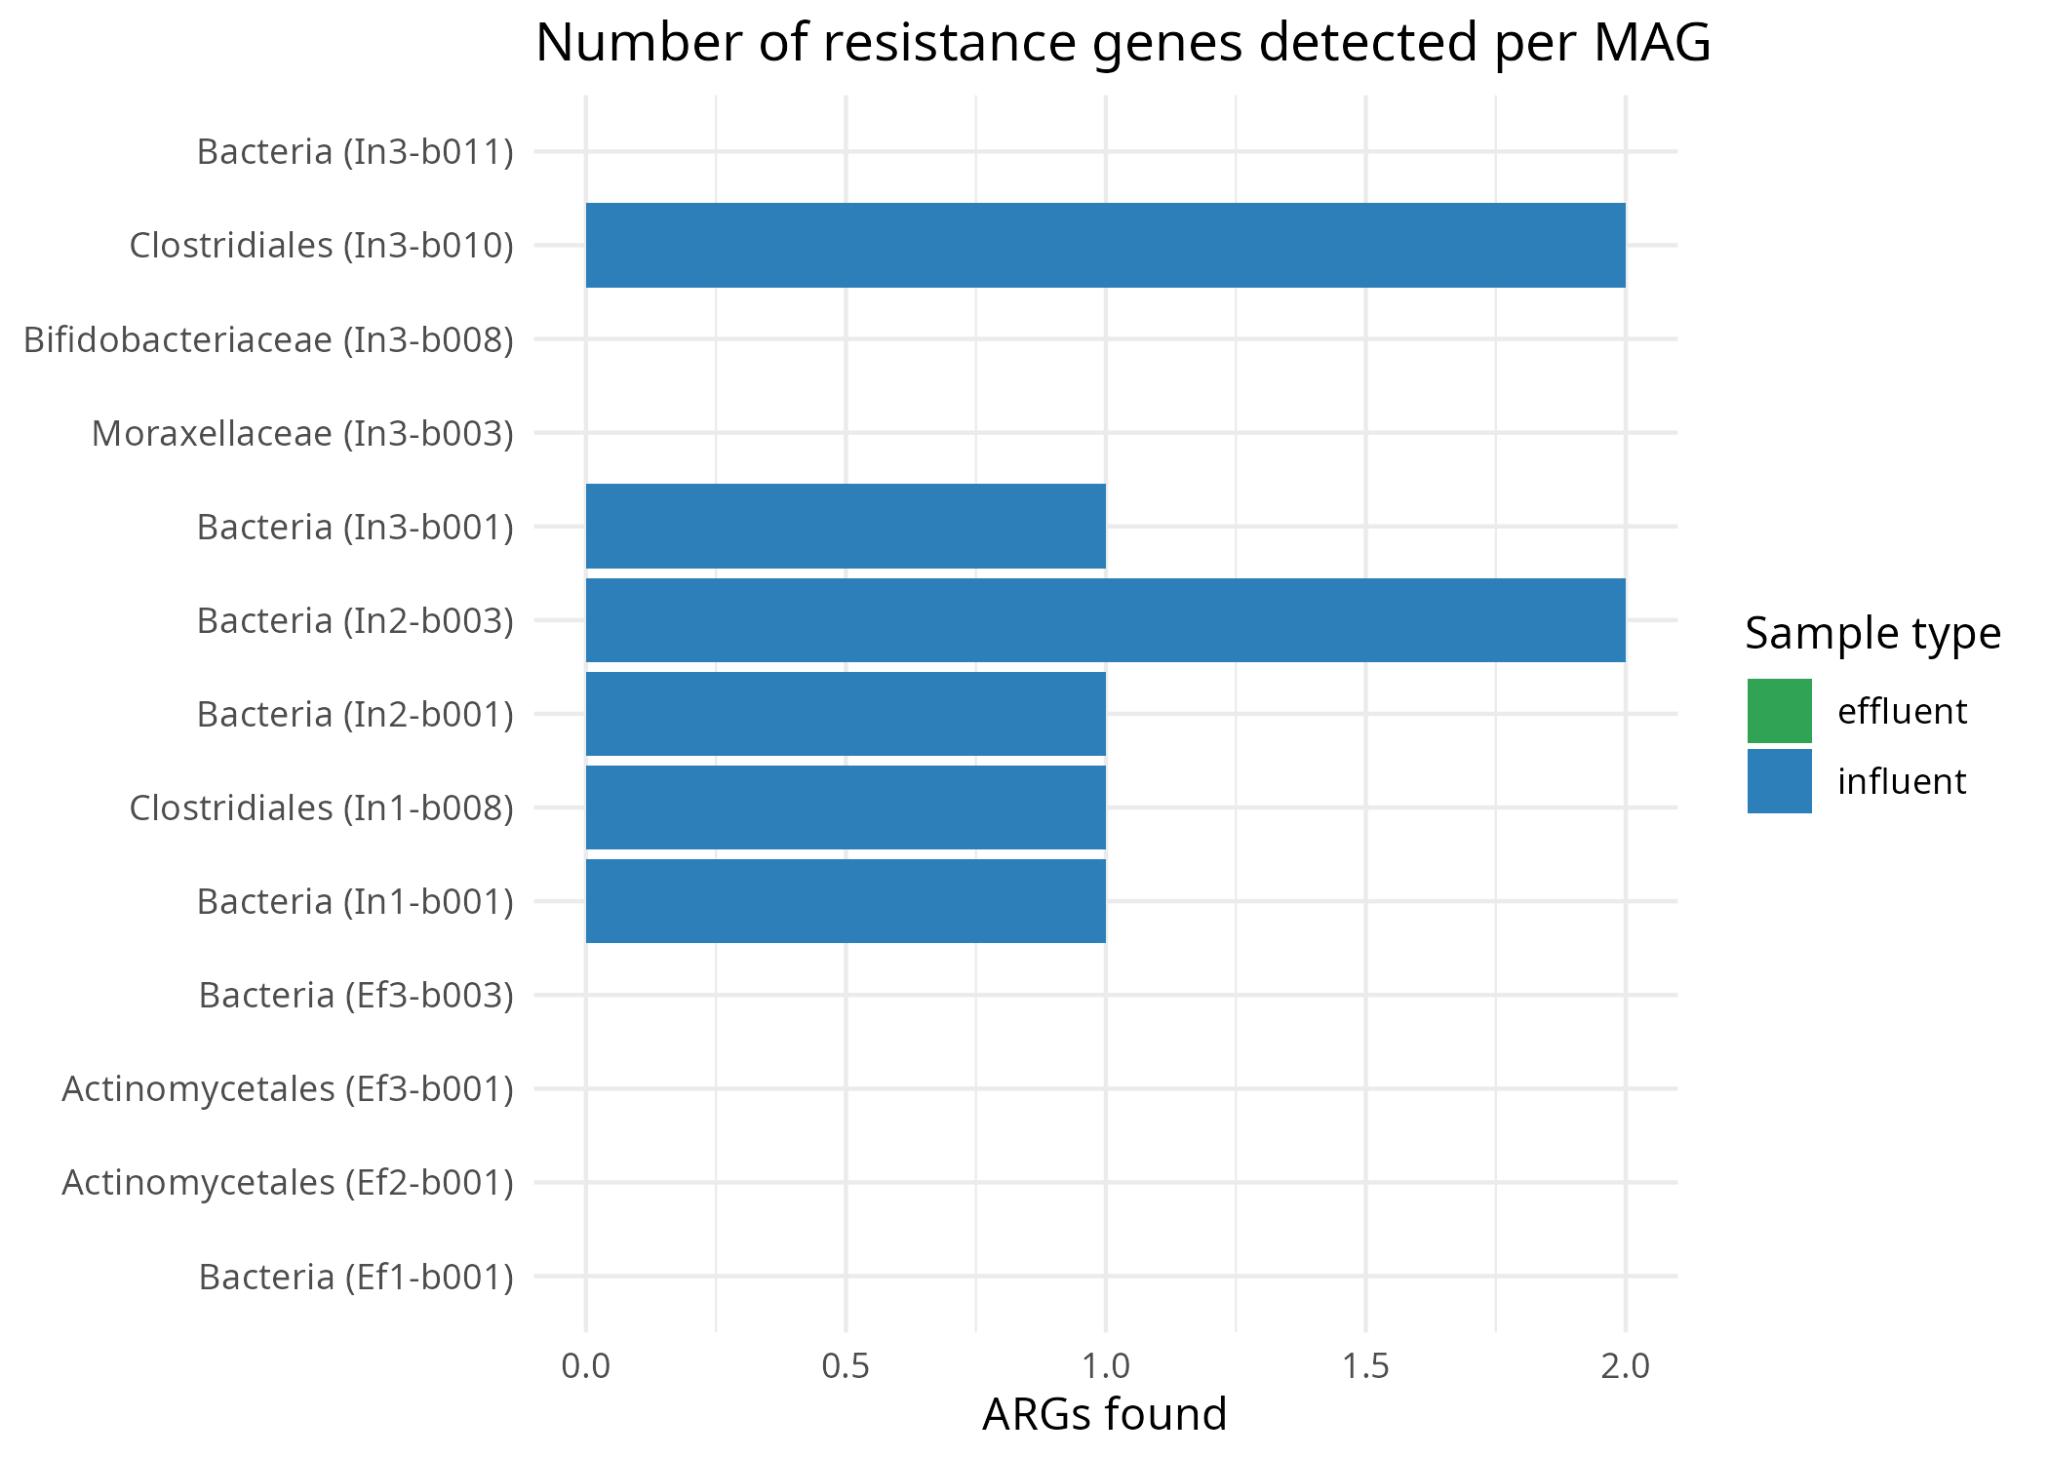 Number of resistance genes detected per MAG
Bacteria (In3-b011)
Clostridiales (In3-b010)
Bifidobacteriaceae (In3-b008)
Moraxellaceae (In3-b003)
Bacteria (In3-b001)
Bacteria (In2-b003)
Bacteria (In2-b001)
Clostridiales (In1-b008)
Bacteria (In1-b001)
Bacteria (Ef3-b003)
Actinomycetales (Ef3-b001)
Actinomycetales (Ef2-b001)
Bacteria (Ef1-b001)
0.0 0.5 1.0 1.5 2.0
ARGs found
Sample type
effluent
influent